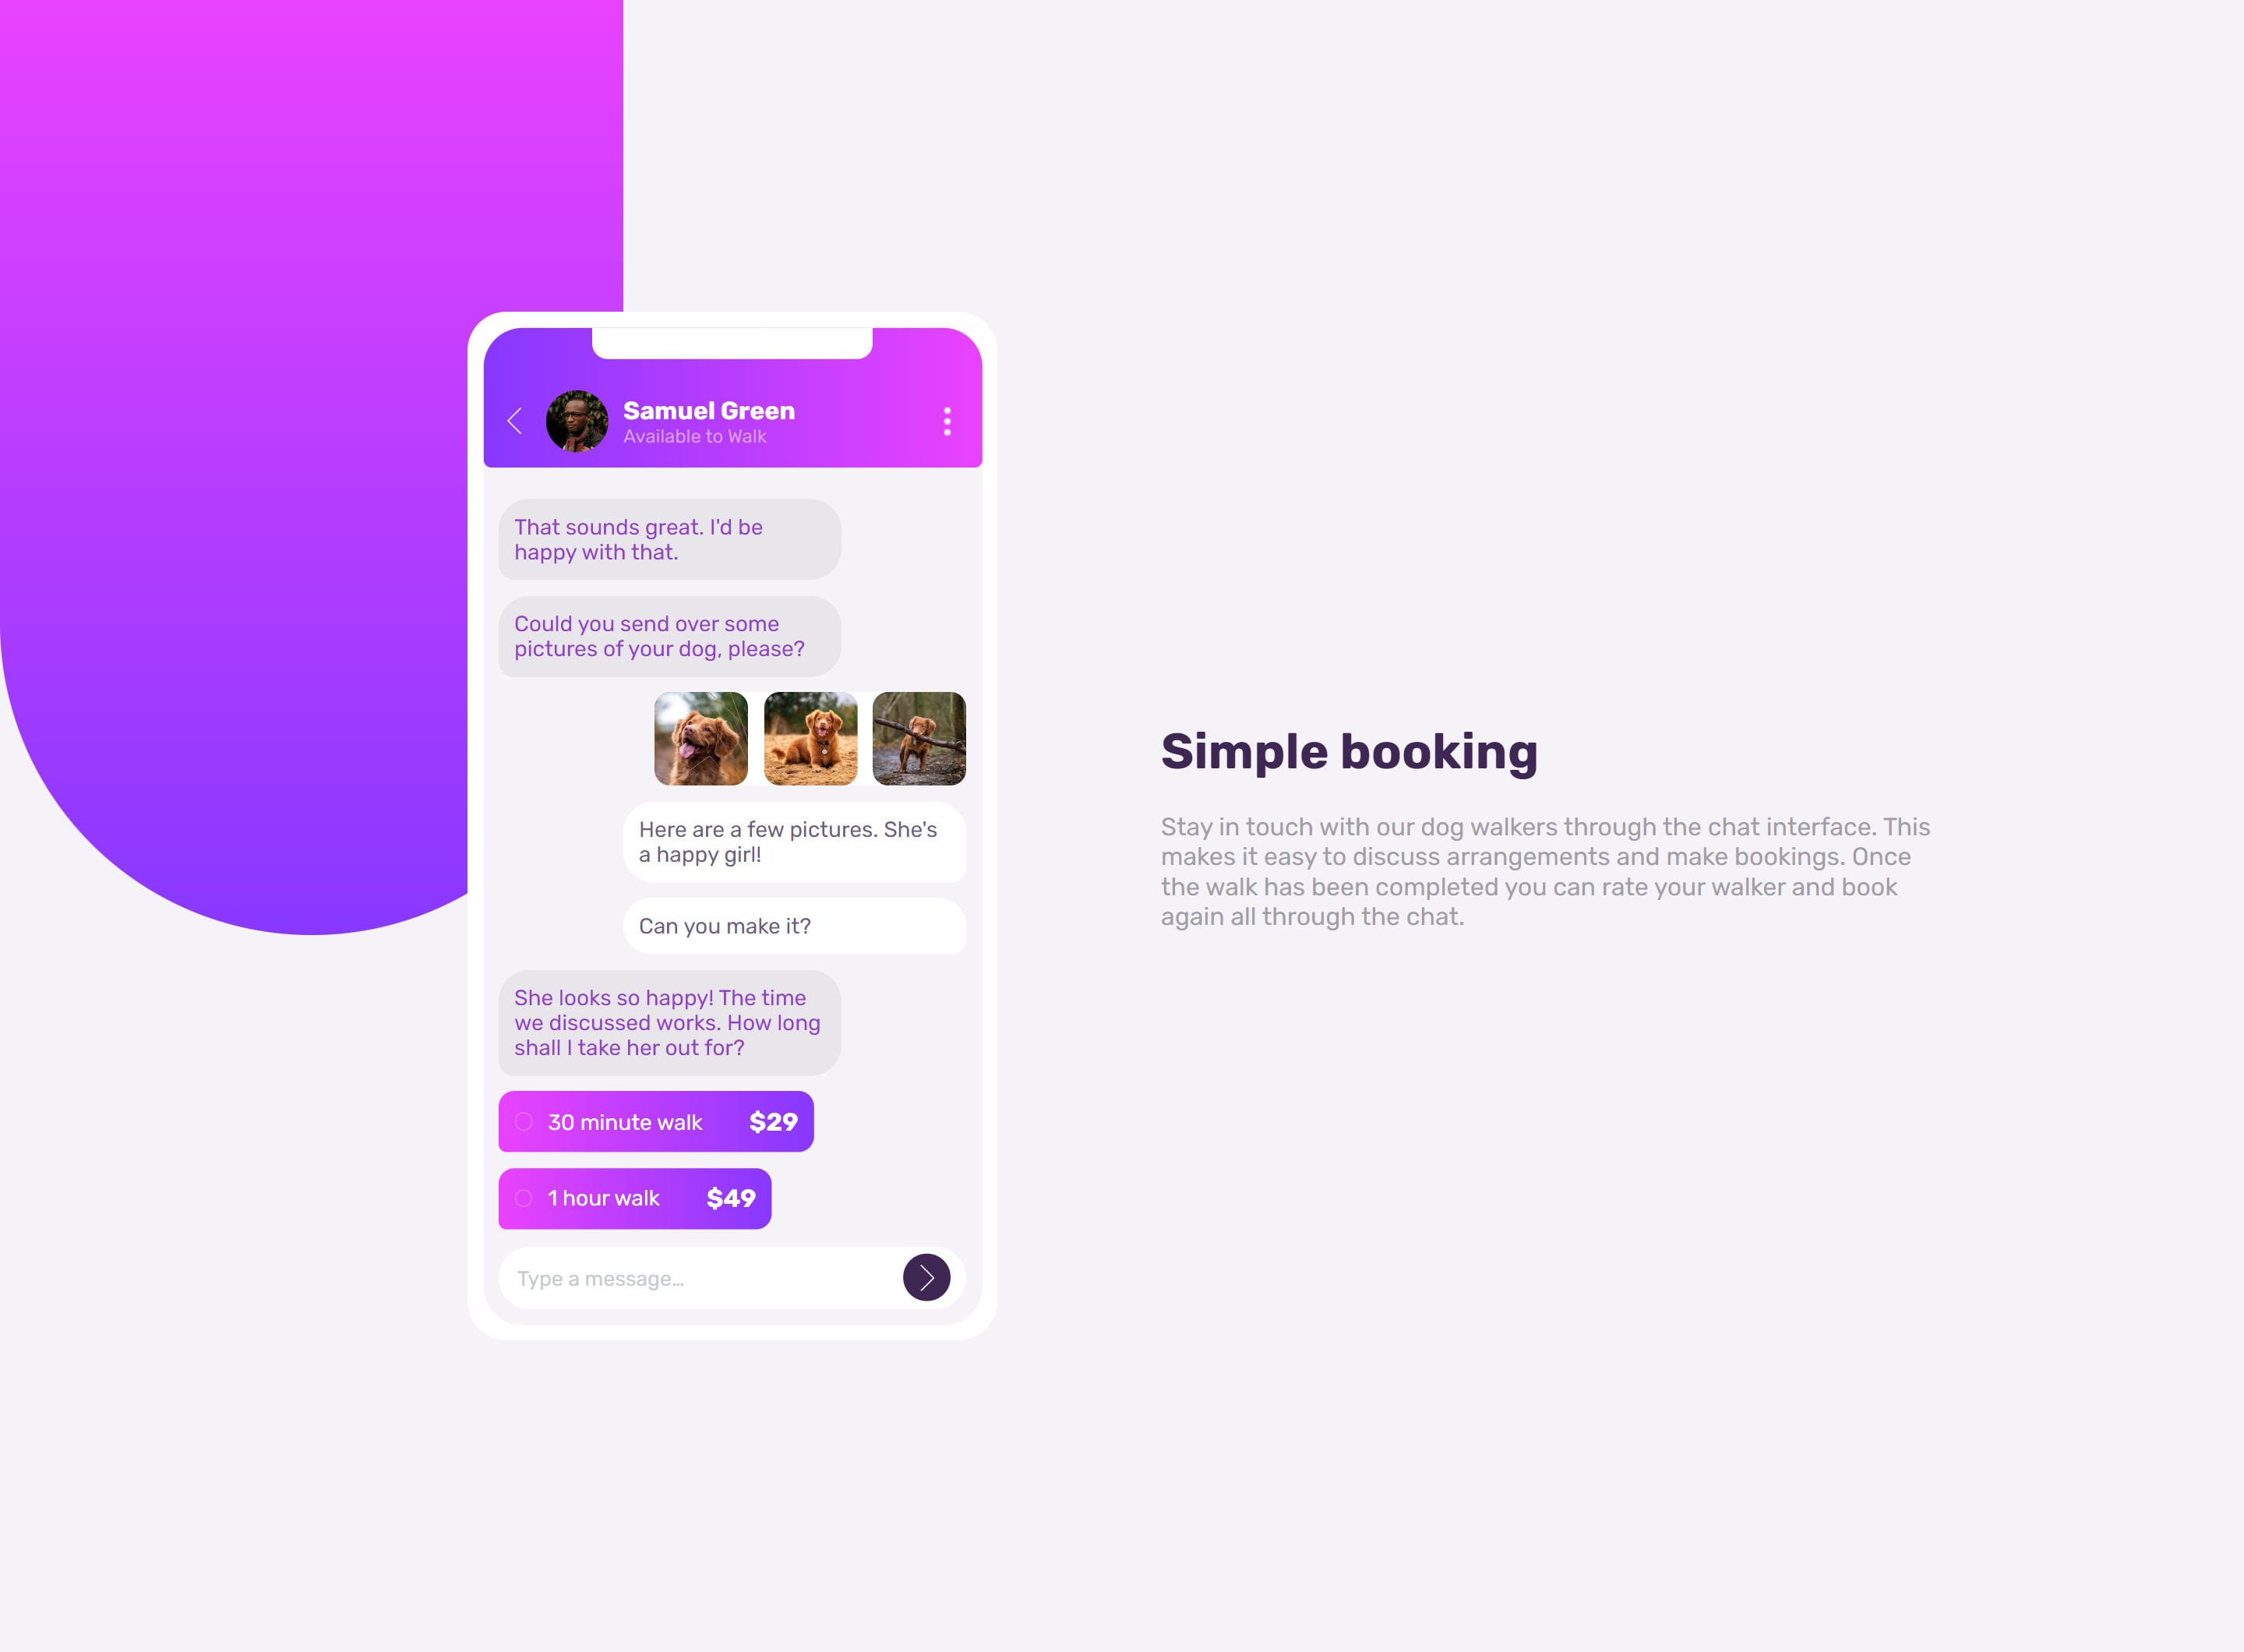 Samuel Green
Available to Walk
That sounds great. I'd be
happy with that.
Could you send over some
pictures of your dog, please?
Here are a few pictures. She's
a happy girl!
Can you make it?
She looks so happy! The time
we discussed works. How long
shall I take her out for?
30 minute walk $29
1 hour walk $49
Type a message…
Simple booking
Stay in touch with our dog walkers through the chat interface. This
makes it easy to discuss arrangements and make bookings. Once
the walk has been completed you can rate your walker and book
again all through the chat.